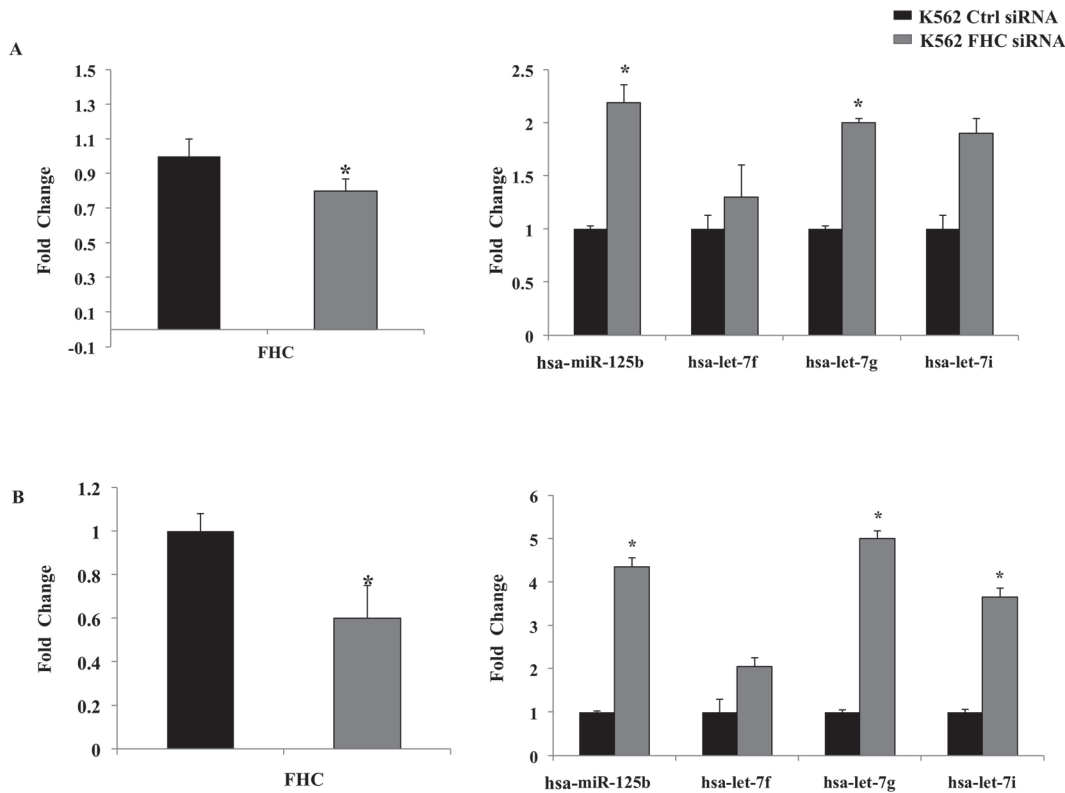 K562 Ctrl siRNA
K562 FHC siRNA
A
Fold Change
1.5
1.3
1.1
0.9
0.7
0.5
0.3
0.1
-0.1
FHC
*
Fold Change
2.5
2
1.5
1
0.5
0
* *
hsa-miR-125b hsa-let-7f hsa-let-7g hsa-let-7i
B
Fold Change
1.2
1
0.8
0.6
0.4
0.2
0
*
FHC
Fold Change
6
5
4
3
2
1
0
* * *
hsa-miR-125b hsa-let-7f hsa-let-7g hsa-let-7i